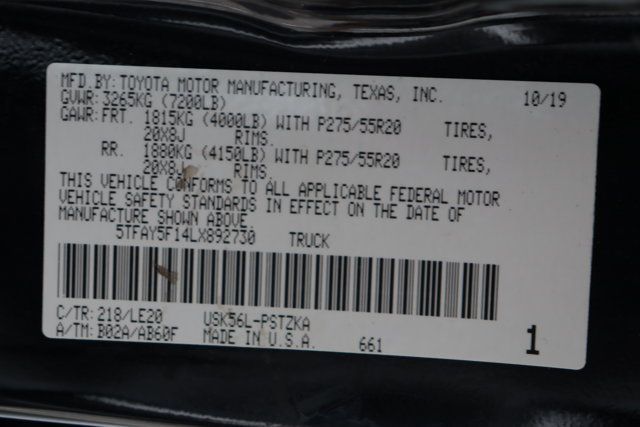 MFD.BY: TOYOTA MOTOR MANUFACTURING, TEXAS, INC. 10/19
GVWR: 3265KG (7200LB)
GAWR: FRT. 1815KG (4000LB) WITH P275/55R20 TIRES,
20X8J RIMS.
RR. 1880KG (4150LB) WITH P275/55R20 TIRES,
20X8J RIMS.
THIS VEHICLE CONFORMS TO ALL APPLICABLE FEDERAL MOTOR
VEHICLE SAFETY STANDARDS IN EFFECT ON THE DATE OF
MANUFACTURE SHOWN ABOVE.
5TFAY5F14LX892730 TRUCK
C/TR: 218/LE20 USK56L-PSTZKA
A/TM: B02A/AB60F MADE IN U.S.A. 661 1